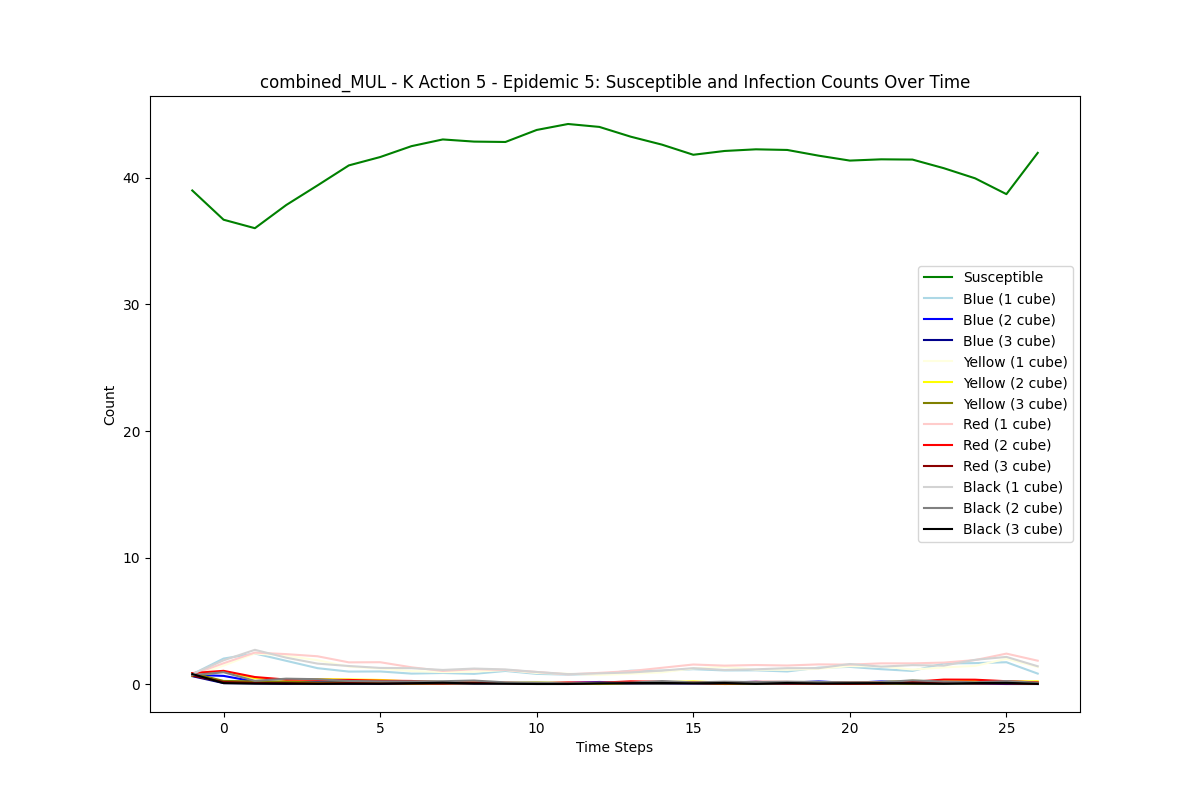 combined_MUL - K Action 5 - Epidemic 5: Susceptible and Infection Counts Over Time
Count
40
30
20
10
0
Susceptible
Blue (1 cube)
Blue (2 cube)
Blue (3 cube)
Yellow (1 cube)
Yellow (2 cube)
Yellow (3 cube)
Red (1 cube)
Red (2 cube)
Red (3 cube)
Black (1 cube)
Black (2 cube)
Black (3 cube)
0 5 10 15 20 25
Time Steps